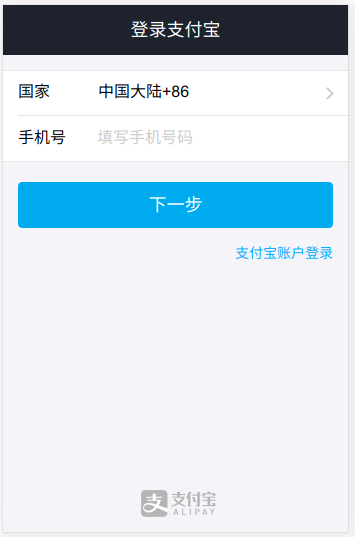 登录支付宝
国家 中国大陆+86
手机号 填写手机号码
下一步
支付宝账户登录
支 支付宝
ALIPAY